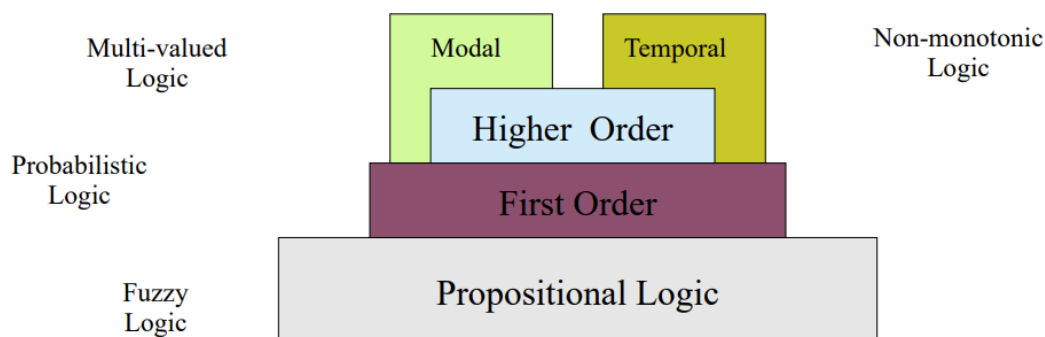 Multi-valued
Logic
Modal
Temporal
Non-monotonic
Logic
Higher Order
Probabilistic
Logic
First Order
Propositional Logic
Fuzzy
Logic